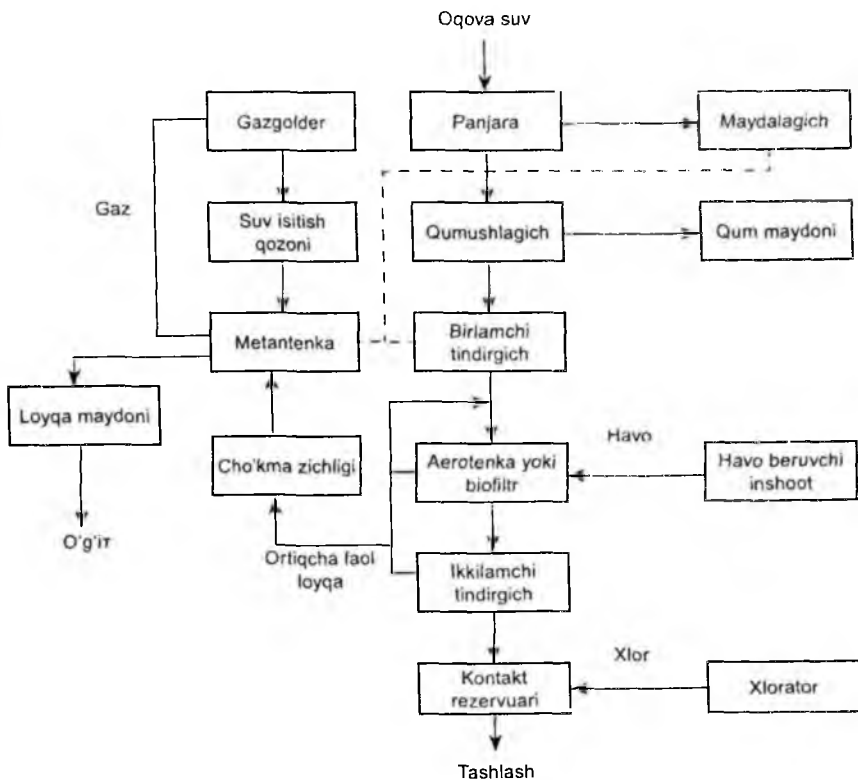 Oqova suv
Gazgolder
Panjara
Maydalagich
Gaz
Suv isitish
qozoni
Qumushlagich
Qum maydoni
Metantenka
Birlamchi
tindirgich
Loyqa maydoni
Cho'kma zichligi
Aerotenka yoki
biofiltr
Havo
Havo beruvchi
inshoot
O'g'iт
Ortiqcha faol
loyqa
Ikkilamchi
tindirgich
Kontakt
rezervuari
Xlor
Xlorator
Tashlash